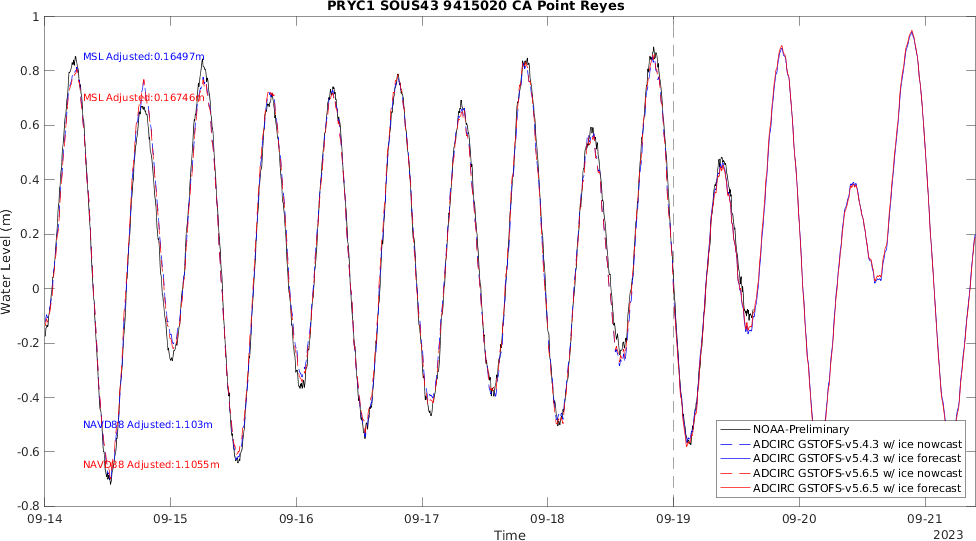 PRYC1 SOUS43 9415020 CA Point Reyes
Water Level (m)
1
0.8
0.6
0.4
0.2
0
-0.2
-0.4
-0.6
-0.8
MSL Adjusted:0.16497m
MSL Adjusted:0.16746m
NAVD88 Adjusted:1.103m
NAVD88 Adjusted:1.1055m
NOAA-Preliminary
ADCIRC GSTOFS-v5.4.3 w/ ice nowcast
ADCIRC GSTOFS-v5.4.3 w/ ice forecast
ADCIRC GSTOFS-v5.6.5 w/ ice nowcast
ADCIRC GSTOFS-v5.6.5 w/ ice forecast
09-14 09-15 09-16 09-17 09-18 09-19 09-20 09-21
Time
2023